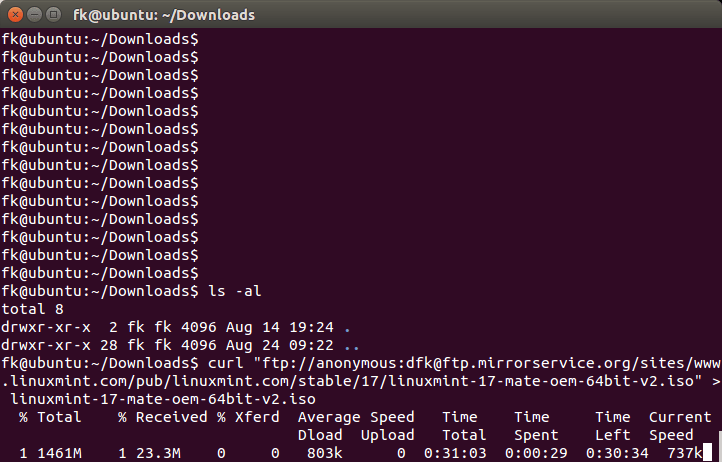 fk@ubuntu: ~/Downloads
fk@ubuntu:~/Downloads$
fk@ubuntu:~/Downloads$
fk@ubuntu:~/Downloads$
fk@ubuntu:~/Downloads$
fk@ubuntu:~/Downloads$
fk@ubuntu:~/Downloads$
fk@ubuntu:~/Downloads$
fk@ubuntu:~/Downloads$
fk@ubuntu:~/Downloads$
fk@ubuntu:~/Downloads$
fk@ubuntu:~/Downloads$
fk@ubuntu:~/Downloads$
fk@ubuntu:~/Downloads$
fk@ubuntu:~/Downloads$
fk@ubuntu:~/Downloads$ ls -al
total 8
drwxr-xr-x  2 fk fk 4096 Aug 14 19:24 .
drwxr-xr-x 28 fk fk 4096 Aug 24 09:22 ..
fk@ubuntu:~/Downloads$ curl "ftp://anonymous:dfk@ftp.mirrorservice.org/sites/www
.linuxmint.com/pub/linuxmint.com/stable/17/linuxmint-17-mate-oem-64bit-v2.iso" >
 linuxmint-17-mate-oem-64bit-v2.iso
  % Total    % Received % Xferd  Average Speed   Time    Time     Time  Current
                                 Dload  Upload   Total   Spent    Left  Speed
  1 1461M    1 23.3M    0     0   803k      0  0:31:03  0:00:29  0:30:34  737k